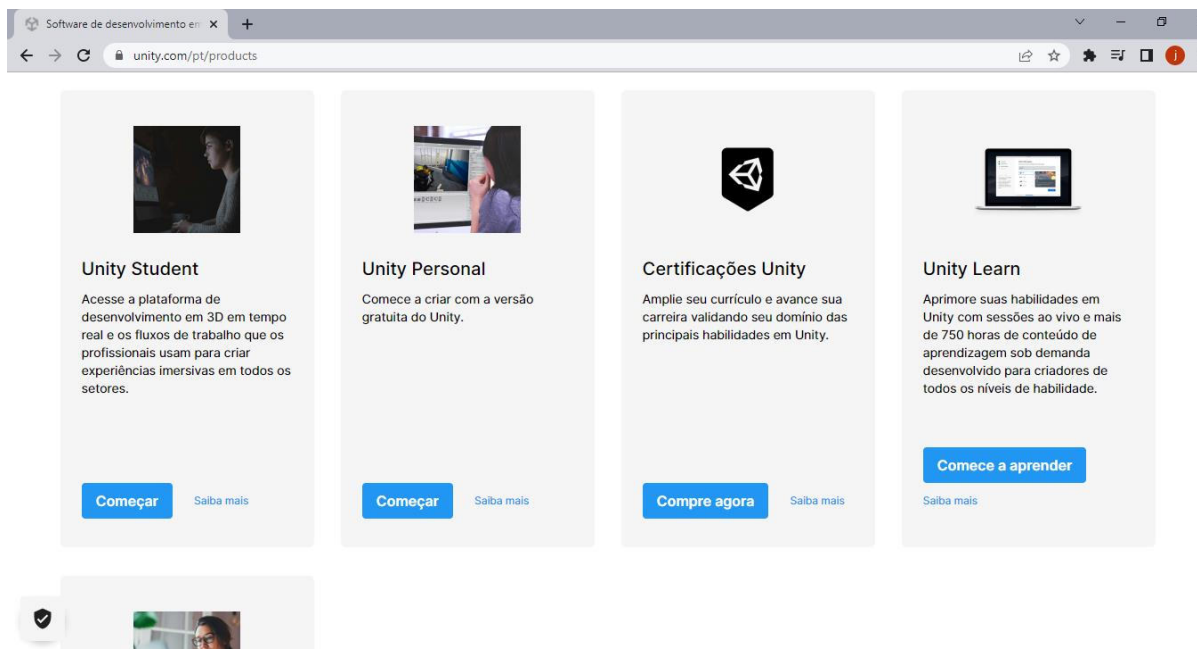 Software de desenvolvimento em
unity.com/pt/products
j
Unity Student
Acesse a plataforma de
desenvolvimento em 3D em tempo
real e os fluxos de trabalho que os
profissionais usam para criar
experiências imersivas em todos os
setores.
Começar
Saiba mais
Unity Personal
Comece a criar com a versão
gratuita do Unity.
Começar
Saiba mais
Certificações Unity
Amplie seu currículo e avance sua
carreira validando seu domínio das
principais habilidades em Unity.
Compre agora
Saiba mais
Unity Learn
Aprimore suas habilidades em
Unity com sessões ao vivo e mais
de 750 horas de conteúdo de
aprendizagem sob demanda
desenvolvido para criadores de
todos os níveis de habilidade.
Comece a aprender
Saiba mais